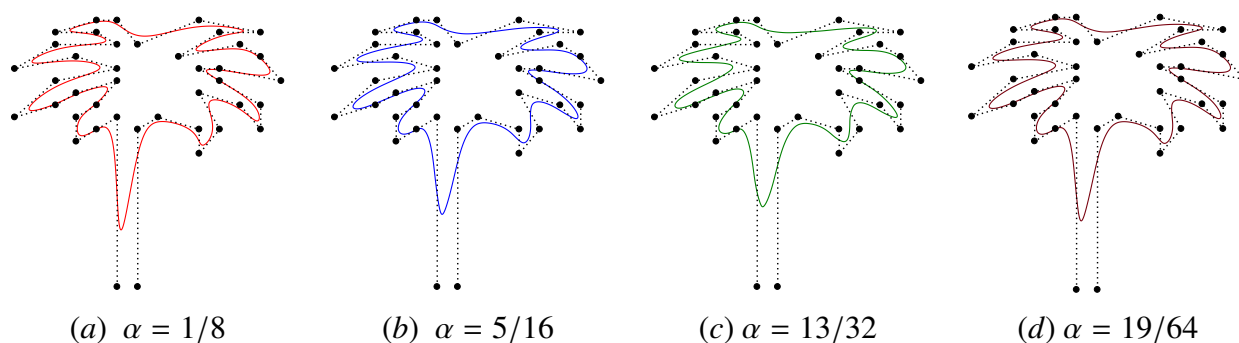 (a) α = 1/8 (b) α = 5/16 (c) α = 13/32 (d) α = 19/64